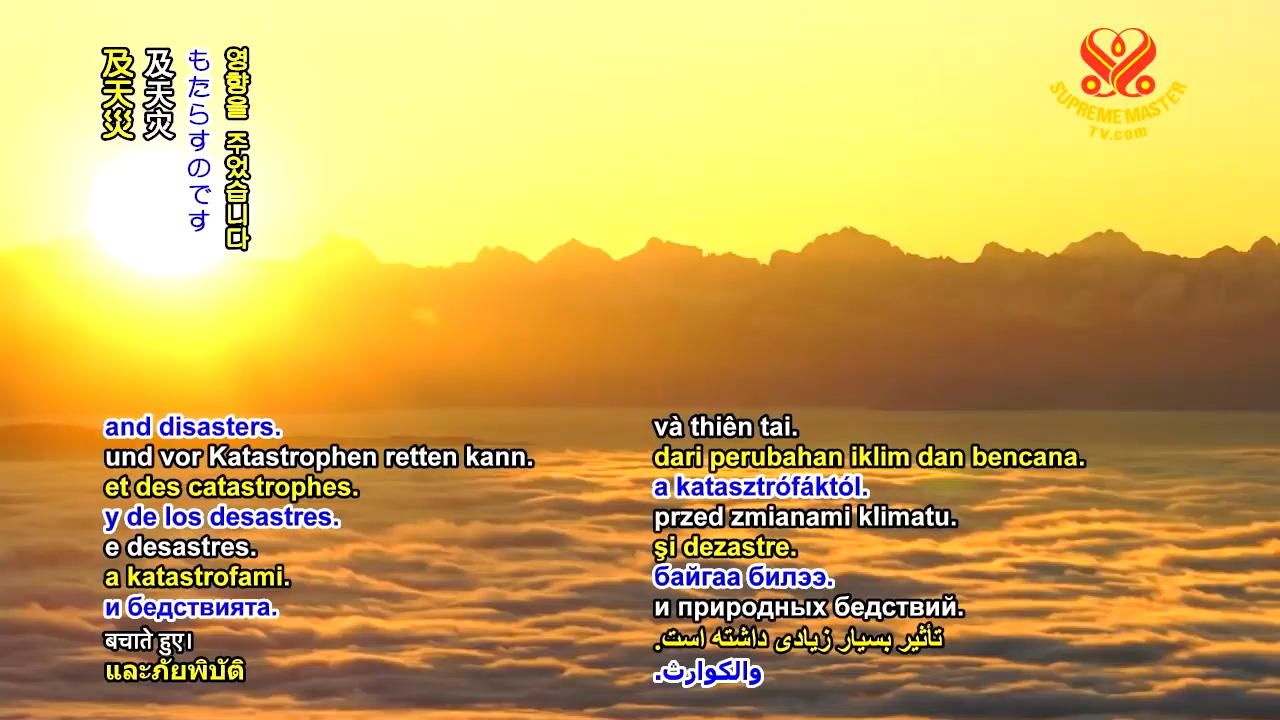 及天災
及天灾
もたらすのです
영향을 주었습니다
SUPREME MASTER
TV.com
and disasters.
und vor Katastrophen retten kann.
et des catastrophes.
y de los desastres.
e desastres.
a katastrofami.
и бедствията.
बचाते हुए।
และภัยพิบัติ
và thiên tai.
dari perubahan iklim dan bencana.
a katasztrófáktól.
przed zmianami klimatu.
şi dezastre.
байгаа билээ.
и природных бедствий.
تأثیر بسیار زیادی داشته است.
والكوارث.